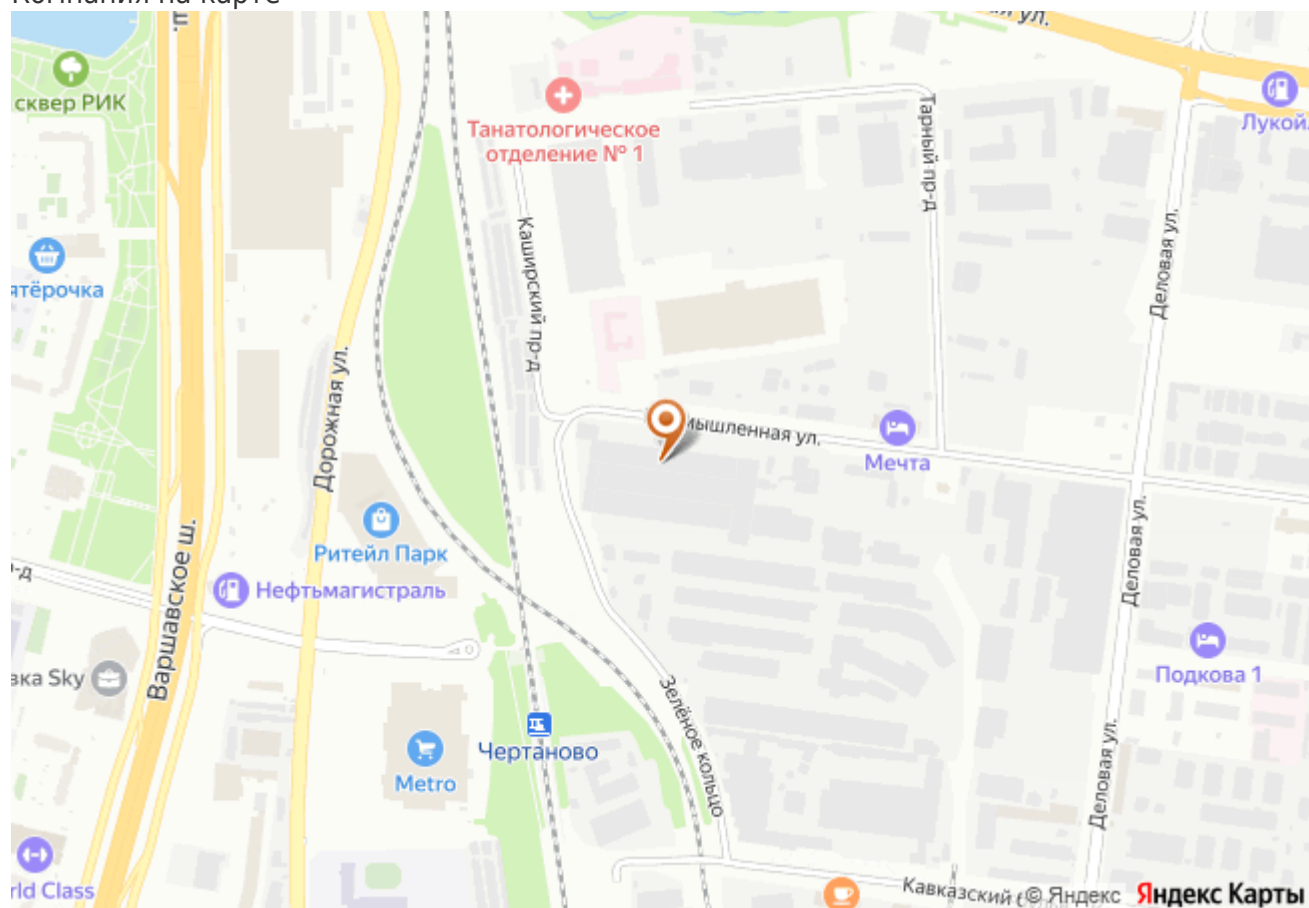 Компания на карте
сквер РИК
Танатологическое
отделение № 1
ая ул.
Лукойл
Тарный пр-д
Деловая ул.
Каширский пр-д
ятёрочка
Дорожная ул.
мышленная ул.
Мечта
Ритейл Парк
Нефтьмагистраль
р-д
Варшавское ш.
Деловая ул.
Подкова 1
вка Sky
Зелёное кольцо
Чертаново
Metro
Деловая ул.
rld Class
Кавказский
© Яндекс Яндекс Карты